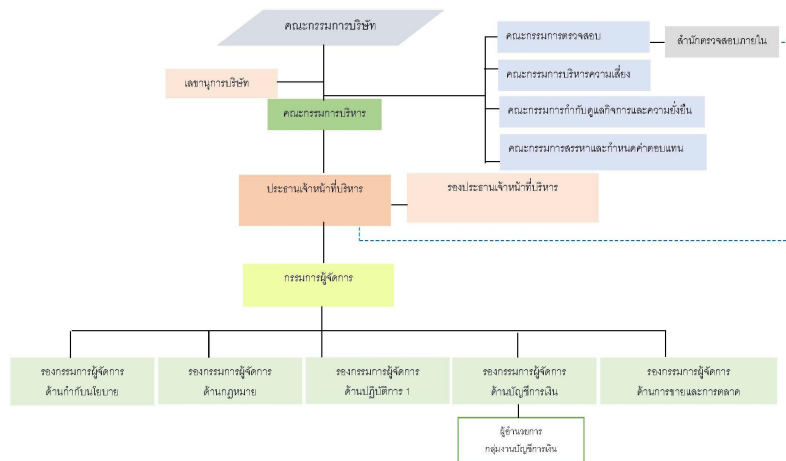 คณะกรรมการบริษัท
คณะกรรมการตรวจสอบ
สำนักตรวจสอบภายใน
คณะกรรมการบริหารความเสี่ยง
เลขานุการบริษัท
คณะกรรมการบริหาร
คณะกรรมการกำกับดูแลกิจการและความยั่งยืน
คณะกรรมการสรรหาและกำหนดค่าตอบแทน
ประธานเจ้าหน้าที่บริหาร
รองประธานเจ้าหน้าที่บริหาร
กรรมการผู้จัดการ
รองกรรมการผู้จัดการ
ด้านกำกับนโยบาย
รองกรรมการผู้จัดการ
ด้านกฎหมาย
รองกรรมการผู้จัดการ
ด้านปฏิบัติการ 1
รองกรรมการผู้จัดการ
ด้านบัญชีการเงิน
รองกรรมการผู้จัดการ
ด้านการขายและการตลาด
ผู้อำนวยการ
กลุ่มงานบัญชีการเงิน